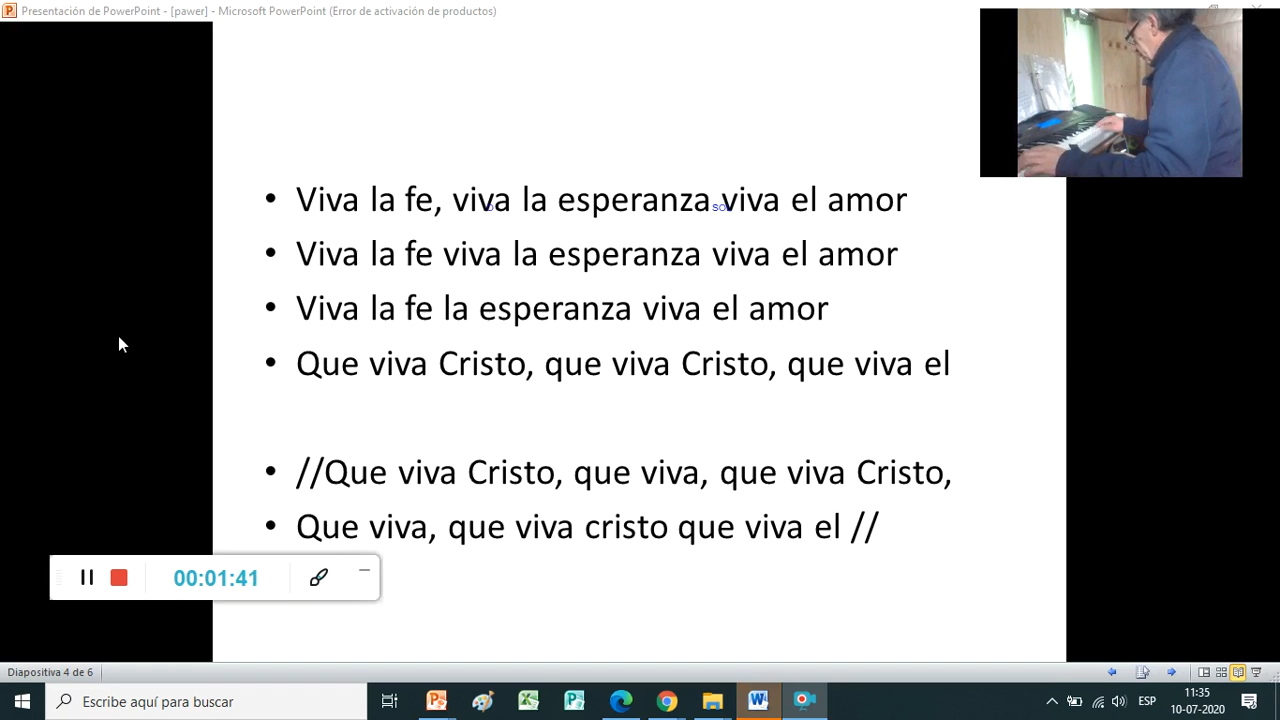 Presentación de PowerPoint - [pawer] - Microsoft PowerPoint (Error de activación de productos)
• Viva la fe, viva la esperanza viva el amor
• Viva la fe viva la esperanza viva el amor
• Viva la fe la esperanza viva el amor
• Que viva Cristo, que viva Cristo, que viva el
• //Que viva Cristo, que viva, que viva Cristo,
• Que viva, que viva cristo que viva el //
00:01:41
Diapositiva 4 de 6
Escribe aquí para buscar
ESP
11:35
10-07-2020